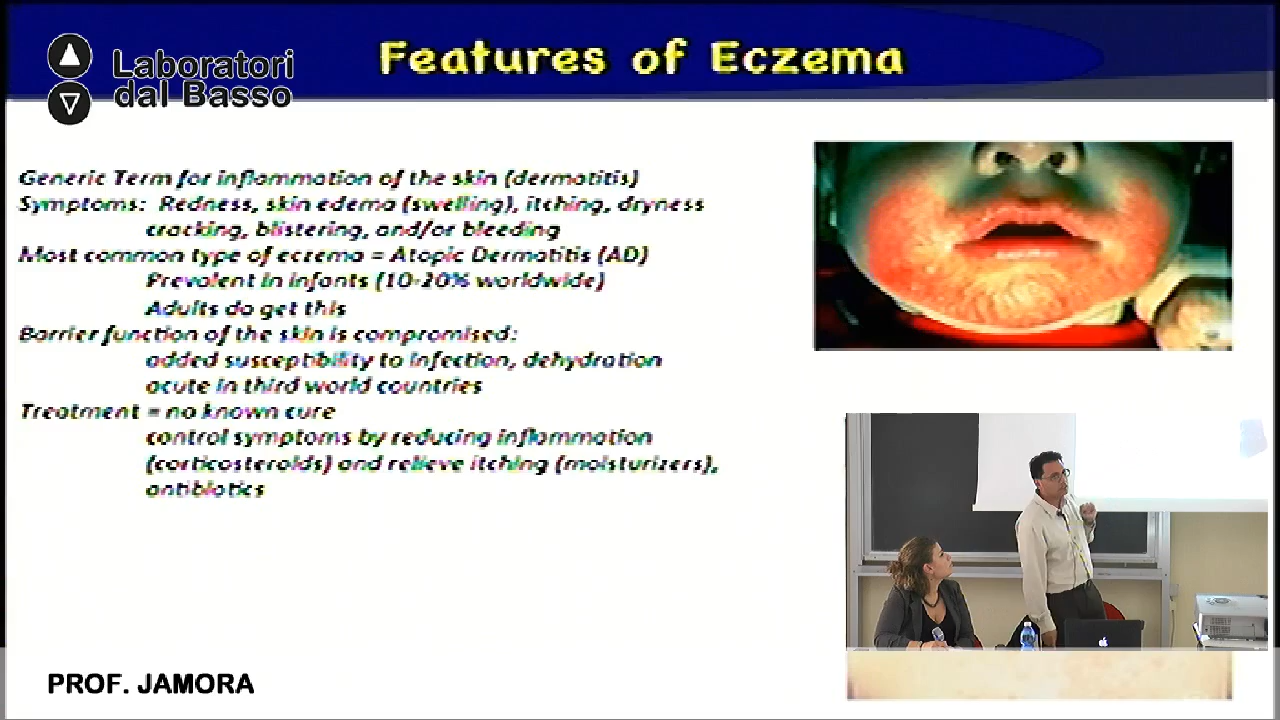 Features of Eczema
Laboratori
dal Basso
Generic Term for inflammation of the skin (dermatitis)
Symptoms: Redness, skin edema (swelling), itching, dryness
cracking, blistering, and/or bleeding
Most common type of eczema = Atopic Dermatitis (AD)
Prevalent in infants (10-20% worldwide)
Adults do get this
Barrier function of the skin is compromised:
added susceptibility to infection, dehydration
acute in third world countries
Treatment = no known cure
control symptoms by reducing inflammation
(corticosteroids) and relieve itching (moisturizers),
antibiotics
PROF. JAMORA